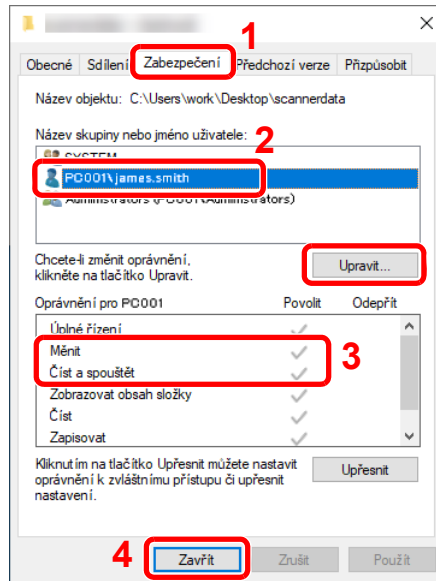 1
Obecné Sdílení Zabezpečení Předchozí verze Přizpůsobit
Název objektu: C:\Users\work\Desktop\scannerdata
Název skupiny nebo jméno uživatele:
2
SYSTEM
PC001\james.smith
Administrators (PC001\Administrators)
Chcete-li změnit oprávnění,
klikněte na tlačítko Upravit.
Upravit...
Oprávnění pro PC001 Povolit Odepřít
Úplné řízení
Měnit
3
Číst a spouštět
Zobrazovat obsah složky
Číst
Zapisovat
Kliknutím na tlačítko Upřesnit můžete nastavit
oprávnění k zvláštnímu přístupu či upřesnit
nastavení.
Upřesnit
4
Zavřít Zrušit Použít